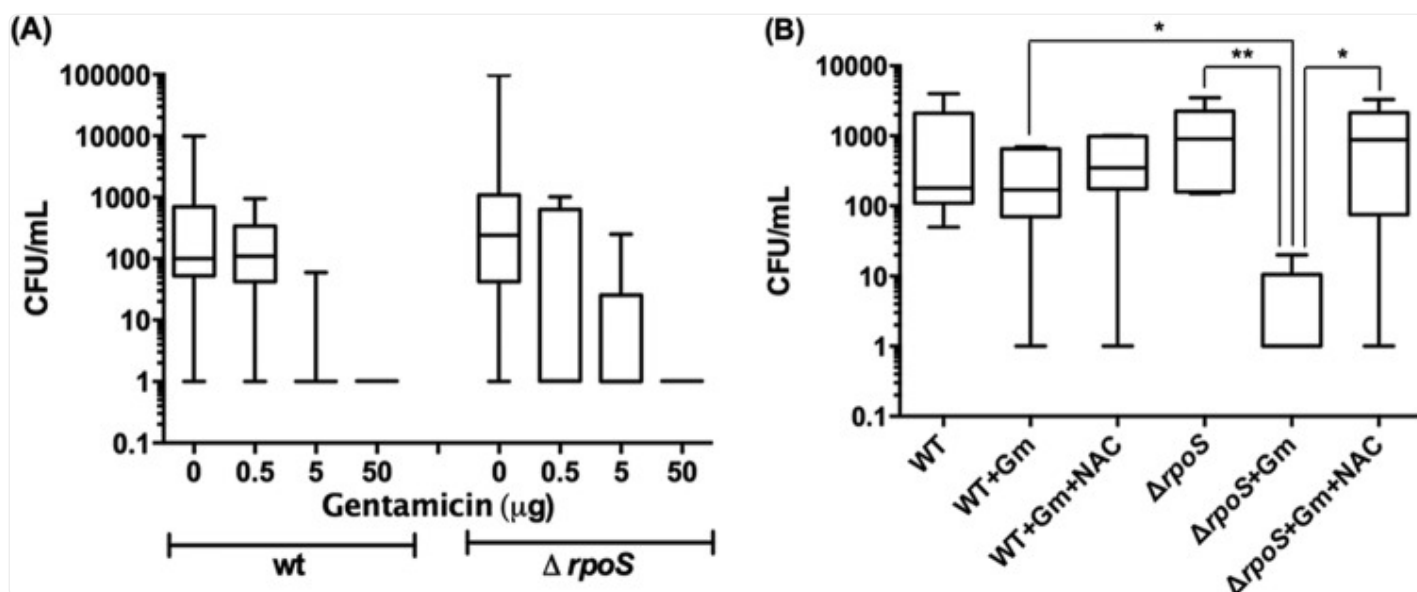 (A)
CFU/mL
100000
10000
1000
100
10
1
0.1
0 0.5 5 50 0 0.5 5 50
Gentamicin (μg)
wt Δ rpoS
(B)
* ** *
CFU/mL
10000
1000
100
10
1
0.1
WT
WT+Gm
WT+Gm+NAC
ΔrpoS
ΔrpoS+Gm
ΔrpoS+Gm+NAC